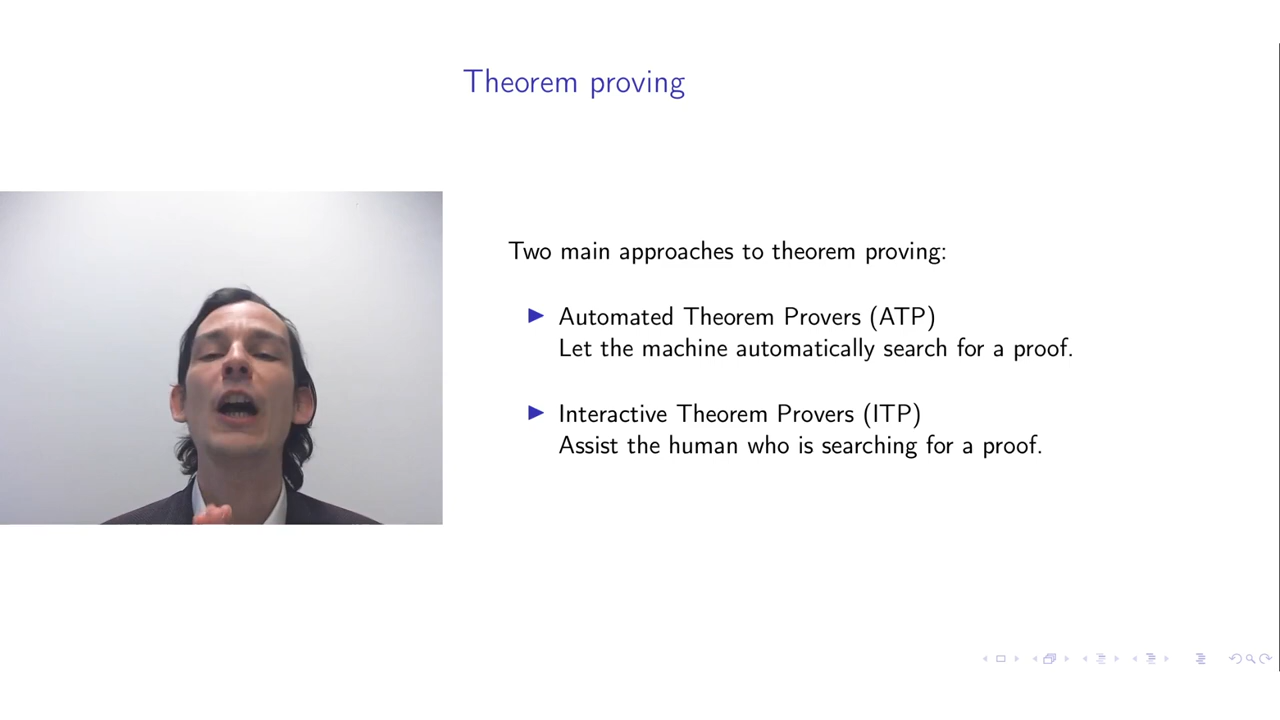 Theorem proving
Two main approaches to theorem proving:
Automated Theorem Provers (ATP)
Let the machine automatically search for a proof.
Interactive Theorem Provers (ITP)
Assist the human who is searching for a proof.